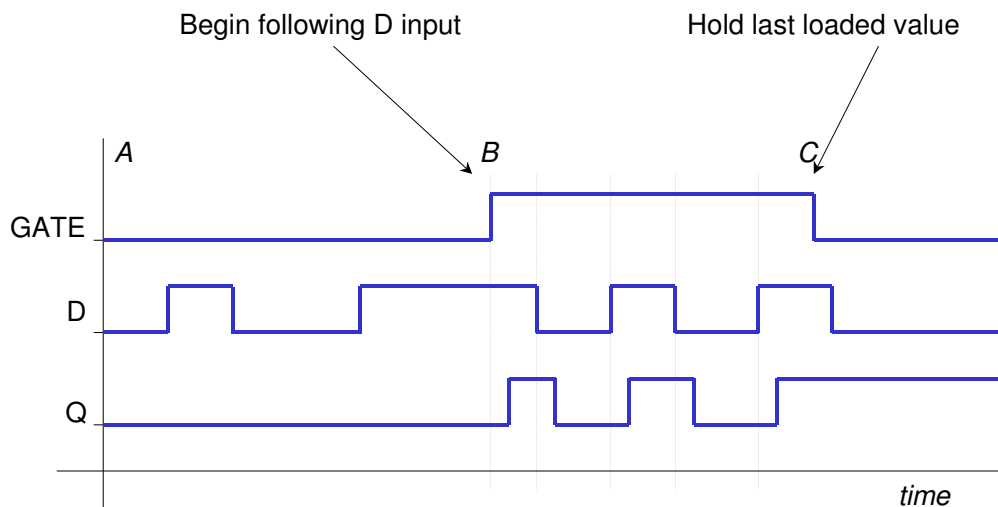 Begin following D input
Hold last loaded value
A
B
C
GATE
D
Q
time